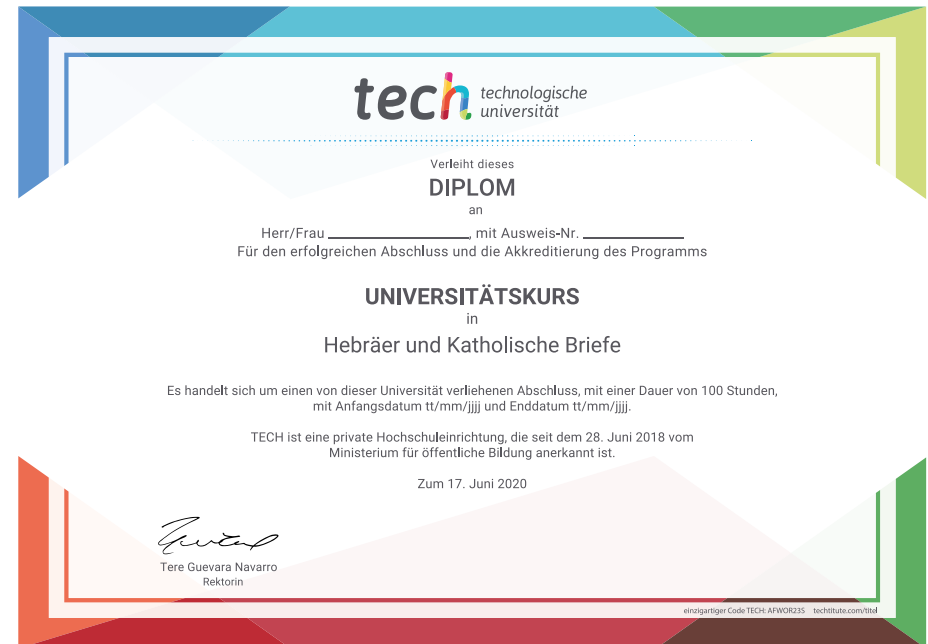 tech technologische
universität
Verleiht dieses
DIPLOM
an
Herr/Frau ____________, mit Ausweis-Nr. ____________
Für den erfolgreichen Abschluss und die Akkreditierung des Programms
UNIVERSITÄTSKURS
in
Hebräer und Katholische Briefe
Es handelt sich um einen von dieser Universität verliehenen Abschluss, mit einer Dauer von 100 Stunden,
mit Anfangsdatum tt/mm/jjjj und Enddatum tt/mm/jjjj.
TECH ist eine private Hochschuleinrichtung, die seit dem 28. Juni 2018 vom
Ministerium für öffentliche Bildung anerkannt ist.
Zum 17. Juni 2020
Tere Guevara Navarro
Rektorin
einzigartiger Code TECH: AFWOR23S techtitute.com/titel